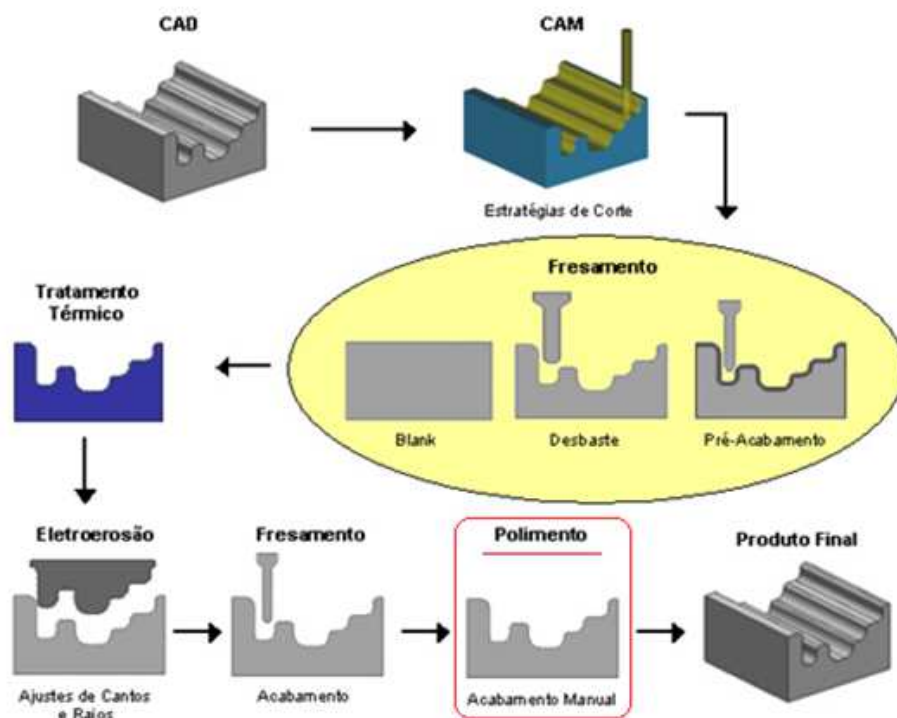 CAD
CAM
Estratégias de Corte
Fresamento
Blank
Desbaste
Pré-Acabamento
Tratamento
Térmico
Eletroerosão
Ajustes de Cantos
e Raios
Fresamento
Acabamento
Polimento
Acabamento Manual
Produto Final